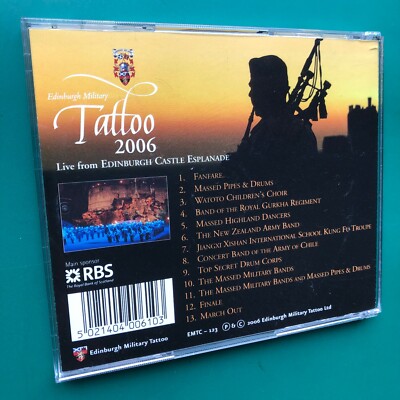 Edinburgh Military
Tattoo
2006
Live from EDINBURGH CASTLE ESPLANADE
1. FANFARE
2. MASSED PIPES & DRUMS
3. WATOTO CHILDREN'S CHOIR
4. BAND OF THE ROYAL GURKHA REGIMENT
5. MASSED HIGHLAND DANCERS
6. THE NEW ZEALAND ARMY BAND
7. JIANGXI XISHAN INTERNATIONAL SCHOOL KUNG FU TROUPE
8. CONCERT BAND OF THE ARMY OF CHILE
9. TOP SECRET DRUM CORPS
10. THE MASSED MILITARY BANDS
11. THE MASSED MILITARY BANDS AND MASSED PIPES & DRUMS
12. FINALE
13. MARCH OUT
Main sponsor
RBS
The Royal Bank of Scotland
5 021404 006103
Edinburgh Military Tattoo
EMTC – 123 Ⓟ & © 2006 Edinburgh Military Tattoo Ltd